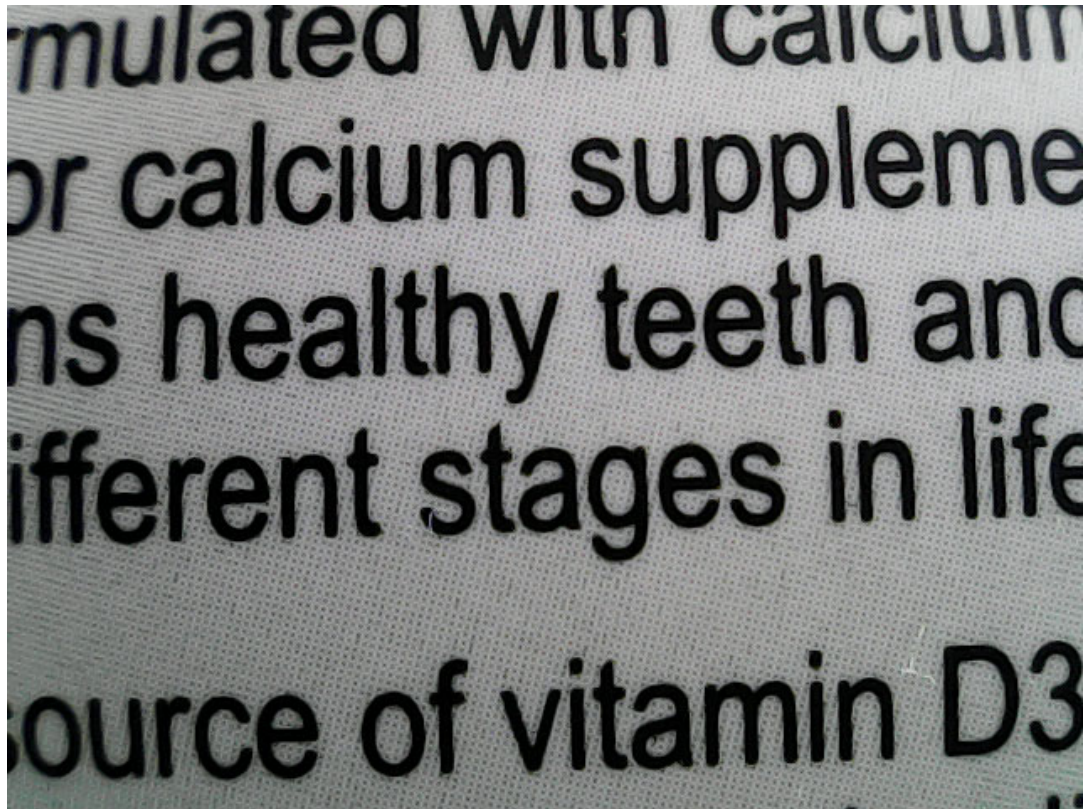 rmulated with calcium
or calcium suppleme
ns healthy teeth and
ifferent stages in life
source of vitamin D3